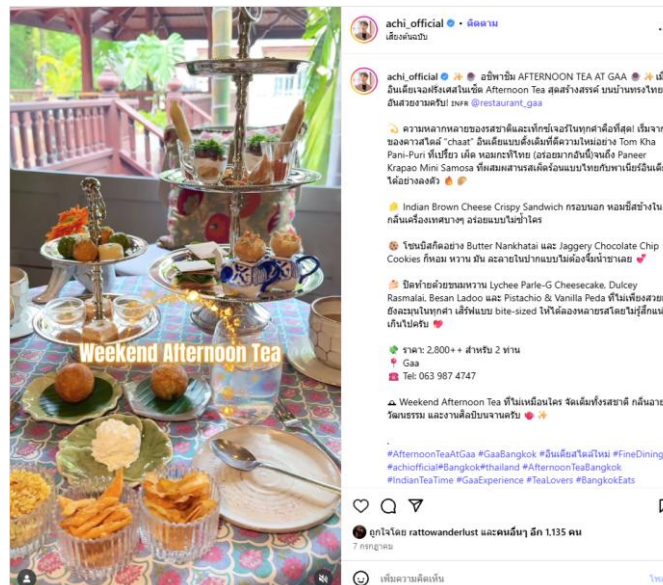 achi_official • ติดตาม
เสียงต้นฉบับ
achi_official อชิพาชิม AFTERNOON TEA AT GAA
อินเดียเจอฝรั่งเศสในเซ็ต Afternoon Tea สุดสร้างสรรค์ บนบ้านทรงไทย
อันสวยงามครับ! @restaurant_gaa
ความหลากหลายของรสชาติและเท็กซ์เจอร์ในทุกคำคือที่สุด! เริ่มจาก
ของคาวสไตล์ "chaat" อินเดียแบบดั้งเดิมที่ตีความใหม่อย่าง Tom Kha
Pani-Puri ที่เปรี้ยว เผ็ด หอมกะทิไทย (อร่อยมากอันนี้)จนถึง Paneer
Krapao Mini Samosa ที่ผสมผสานรสเผ็ดร้อนแบบไทยกับพาเนียร์อินเดีย
ได้อย่างลงตัว
Indian Brown Cheese Crispy Sandwich กรอบนอก หอมชีสข้างใน
กลิ่นเครื่องเทศบางๆ อร่อยแบบไม่ซ้ำใคร
โซนบิสกิตอย่าง Butter Nankhatai และ Jaggery Chocolate Chip
Cookies ก็หอม หวาน มัน ละลายในปากแบบไม่ต้องจิ้มน้ำชาเลย
ปิดท้ายด้วยขนมหวาน Lychee Parle-G Cheesecake, Dulcey
Rasmalai, Besan Ladoo และ Pistachio & Vanilla Peda ที่ไม่เพียงสวย
ยังละมุนในทุกคำ เสิร์ฟแบบ bite-sized ให้ได้ลองหลายรสโดยไม่รู้สึกแน่
เกินไปครับ
ราคา: 2,800++ สำหรับ 2 ท่าน
Gaa
Tel: 063 987 4747
Weekend Afternoon Tea ที่ไม่เหมือนใคร จัดเต็มทั้งรสชาติ กลิ่นอาย
วัฒนธรรม และงานศิลป์บนจานครับ
.
#AfternoonTeaAtGaa #GaaBangkok #อินเดียสไตล์ใหม่ #FineDining
#achiofficial#Bangkok#thailand #AfternoonTeaBangkok
#IndianTeaTime #GaaExperience #TeaLovers #BangkokEats
ถูกใจโดย rattowanderlust และคนอื่นๆ อีก 1,135 คน
7 กรกฎาคม
เพิ่มความคิดเห็น
Weekend Afternoon Tea